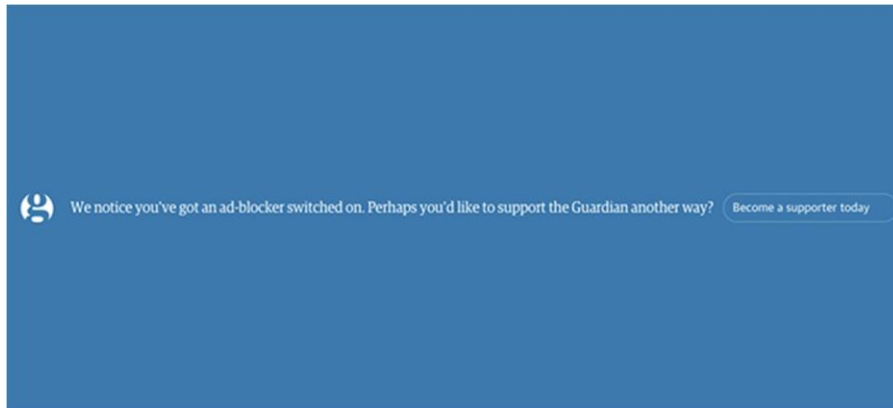 We notice you've got an ad-blocker switched on. Perhaps you'd like to support the Guardian another way? Become a supporter today